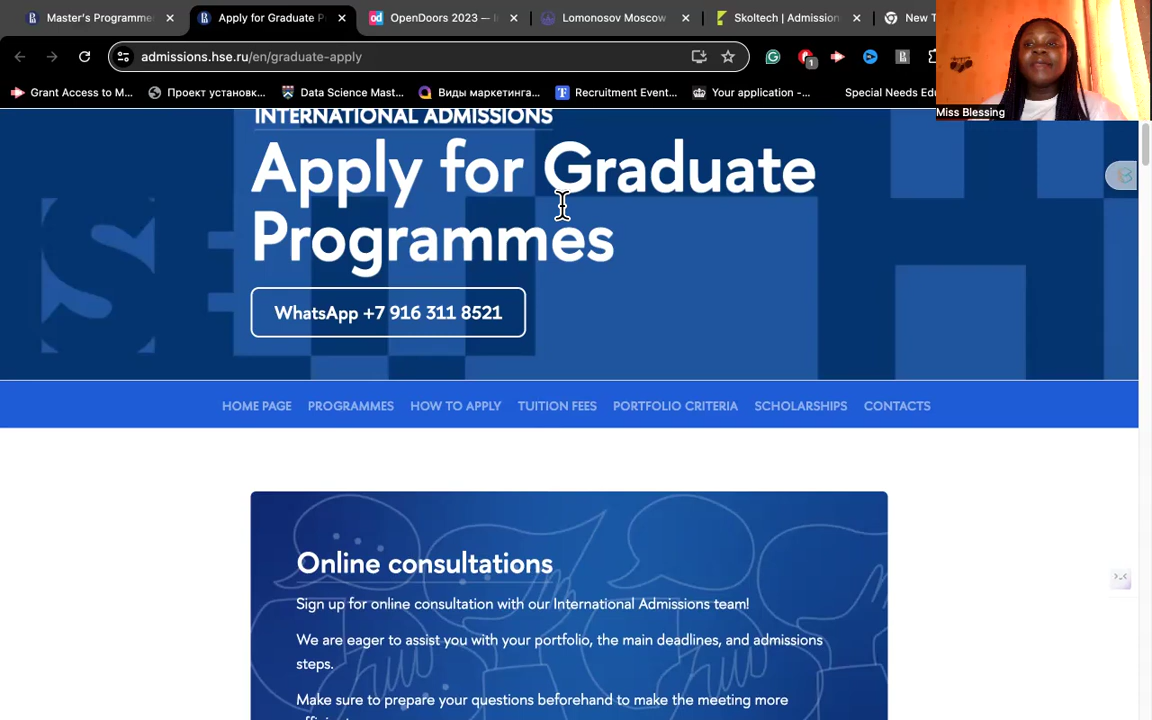 Master's Programme
Apply for Graduate P
OpenDoors 2023 — I
Lomonosov Moscow
Skoltech | Admission
New T
admissions.hse.ru/en/graduate-apply
1
Grant Access to M...
Проект установк...
Data Science Mast...
Виды маркетинга...
Recruitment Event...
Your application -...
Special Needs Edu
Miss Blessing
INTERNATIONAL ADMISSIONS
Apply for Graduate
Programmes
WhatsApp +7 916 311 8521
HOME PAGE
PROGRAMMES
HOW TO APPLY
TUITION FEES
PORTFOLIO CRITERIA
SCHOLARSHIPS
CONTACTS
Online consultations
Sign up for online consultation with our International Admissions team!
We are eager to assist you with your portfolio, the main deadlines, and admissions
steps.
Make sure to prepare your questions beforehand to make the meeting more